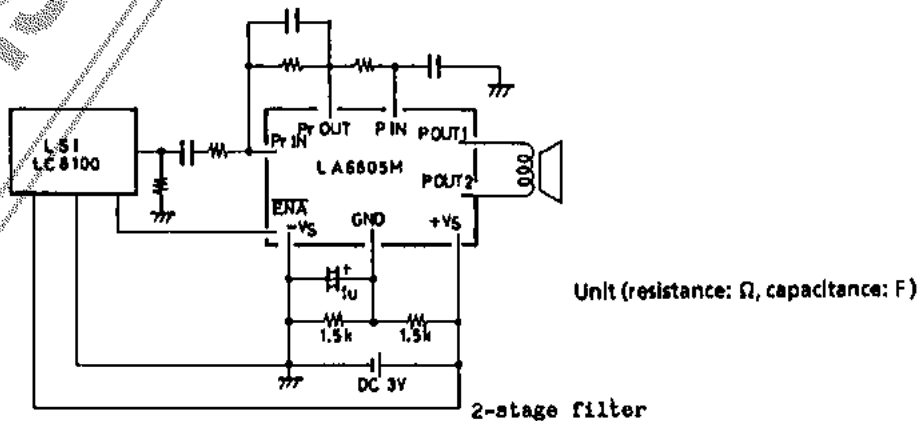 Pr IN
Pr OUT
P IN
POUT1
LSI
LC8100
LA6605M
POUT2
ENA
-VS
GND
+VS
+
1u
1.5k
1.5k
DC 3V
Unit (resistance: Ω, capacitance: F)
2-stage filter